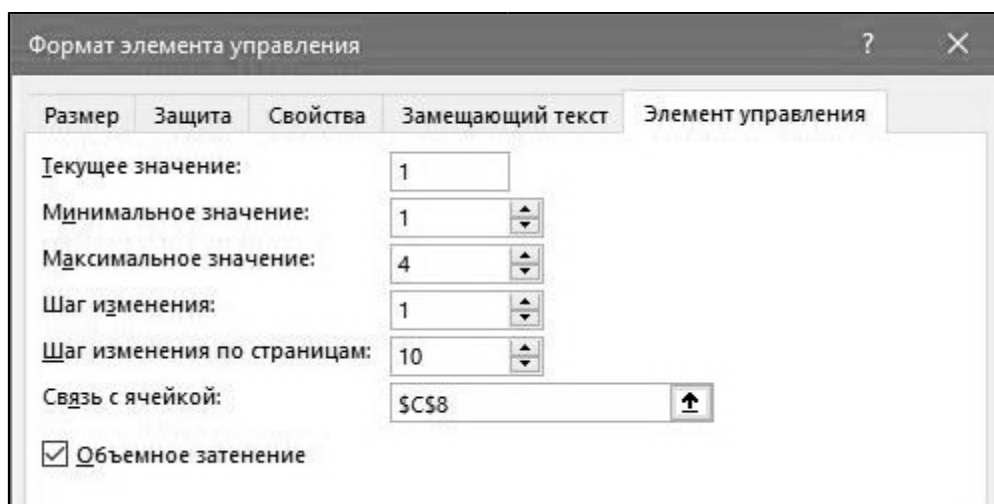 Формат элемента управления ? ×
Размер Защита Свойства Замещающий текст Элемент управления
Текущее значение: 1
Минимальное значение: 1
Максимальное значение: 4
Шаг изменения: 1
Шаг изменения по страницам: 10
Связь с ячейкой: $C$8
Объемное затенение